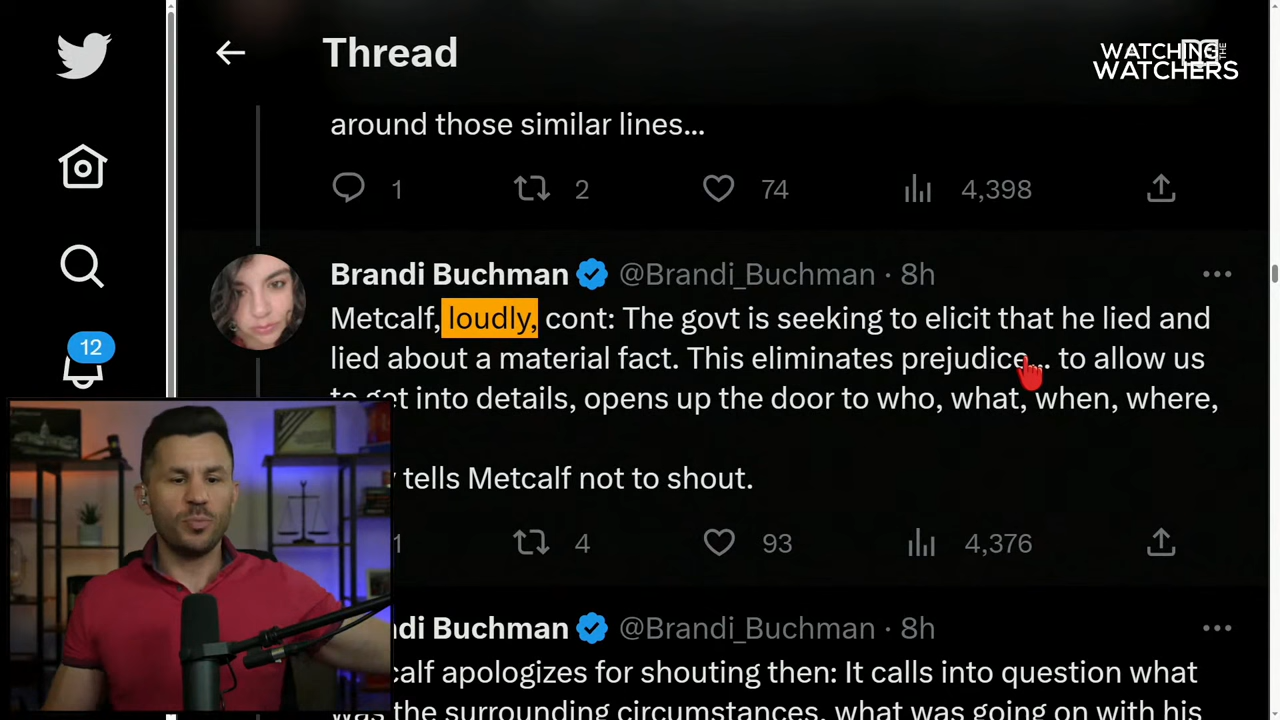 Thread
WATCHING THE
WATCHERS
around those similar lines...
1 2 74 4,398
Brandi Buchman @Brandi_Buchman · 8h
Metcalf, loudly, cont: The govt is seeking to elicit that he lied and
lied about a material fact. This eliminates prejudice... to allow us
to get into details, opens up the door to who, what, when, where,
tells Metcalf not to shout.
12
1 4 93 4,376
di Buchman @Brandi_Buchman · 8h
calf apologizes for shouting then: It calls into question what
was the surrounding circumstances, what was going on with his